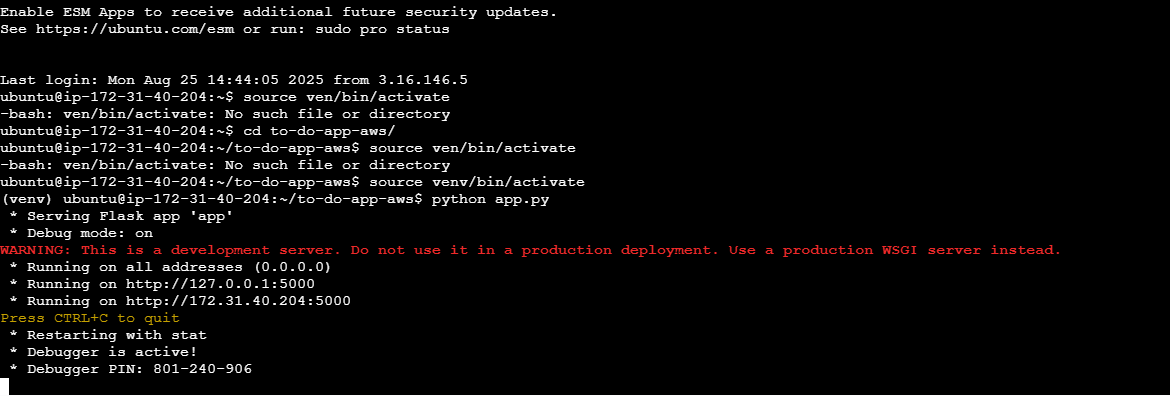 Enable ESM Apps to receive additional future security updates.
See https://ubuntu.com/esm or run: sudo pro status
Last login: Mon Aug 25 14:44:05 2025 from 3.16.146.5
ubuntu@ip-172-31-40-204:~$ source ven/bin/activate
-bash: ven/bin/activate: No such file or directory
ubuntu@ip-172-31-40-204:~$ cd to-do-app-aws/
ubuntu@ip-172-31-40-204:~/to-do-app-aws$ source ven/bin/activate
-bash: ven/bin/activate: No such file or directory
ubuntu@ip-172-31-40-204:~/to-do-app-aws$ source venv/bin/activate
(venv) ubuntu@ip-172-31-40-204:~/to-do-app-aws$ python app.py
 * Serving Flask app 'app'
 * Debug mode: on
WARNING: This is a development server. Do not use it in a production deployment. Use a production WSGI server instead.
 * Running on all addresses (0.0.0.0)
 * Running on http://127.0.0.1:5000
 * Running on http://172.31.40.204:5000
Press CTRL+C to quit
 * Restarting with stat
 * Debugger is active!
 * Debugger PIN: 801-240-906